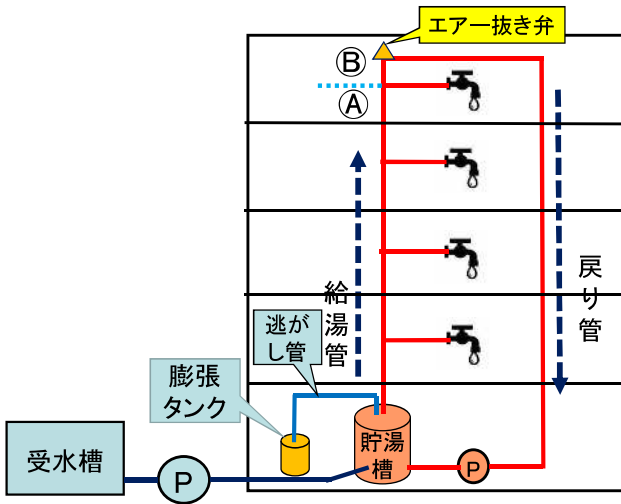 エアー抜き弁
Ⓑ
Ⓐ
給湯管
戻り管
逃が
し管
膨張
タンク
受水槽
P
貯湯
槽
P